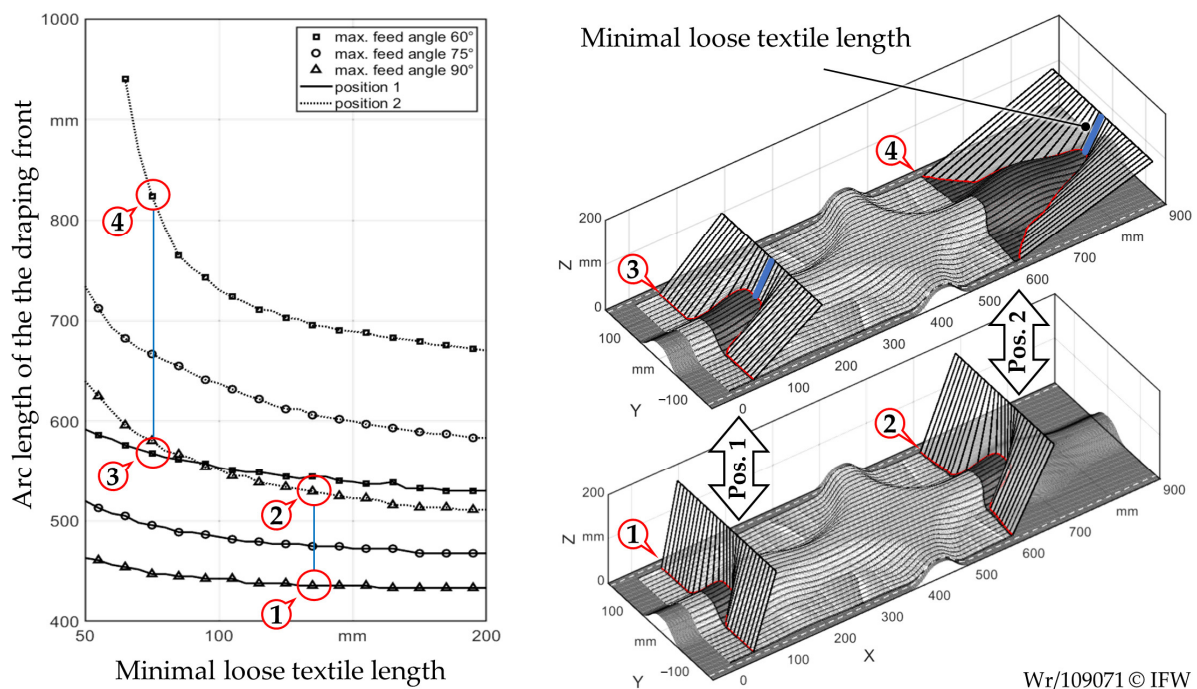 1000
mm
800
700
600
500
400
50
100
mm
200
Arc length of the the draping front
Minimal loose textile length
max. feed angle 60°
max. feed angle 75°
max. feed angle 90°
position 1
position 2
4
3
2
1
Minimal loose textile length
4
3
200
Z
mm
0
100
mm
Y
−100
0
100
200
300
400
500
600
700
mm
900
Pos. 1
Pos. 2
2
1
200
Z
mm
0
100
mm
Y
−100
0
100
200
300
400
500
600
700
mm
900
X
Wr/109071 © IFW